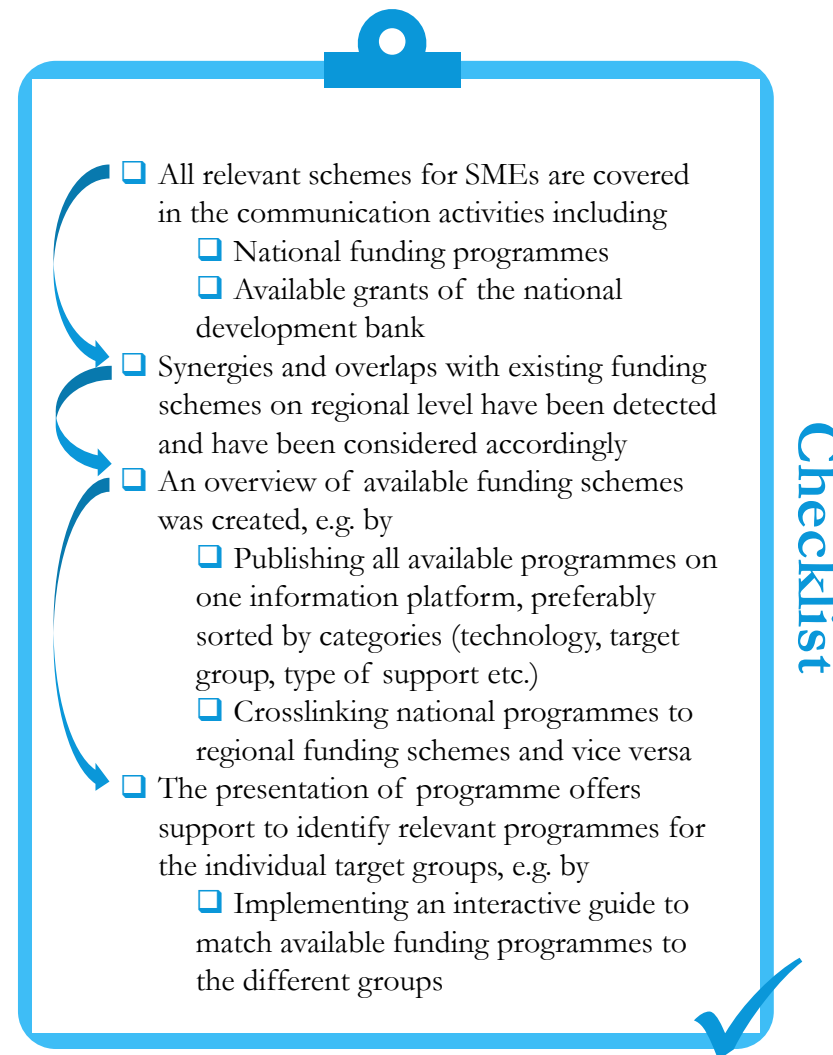 ❑ All relevant schemes for SMEs are covered
in the communication activities including
❑ National funding programmes
❑ Available grants of the national
development bank
❑ Synergies and overlaps with existing funding
schemes on regional level have been detected
and have been considered accordingly
❑ An overview of available funding schemes
was created, e.g. by
❑ Publishing all available programmes on
one information platform, preferably
sorted by categories (technology, target
group, type of support etc.)
❑ Crosslinking national programmes to
regional funding schemes and vice versa
❑ The presentation of programme offers
support to identify relevant programmes for
the individual target groups, e.g. by
❑ Implementing an interactive guide to
match available funding programmes to
the different groups
Checklist